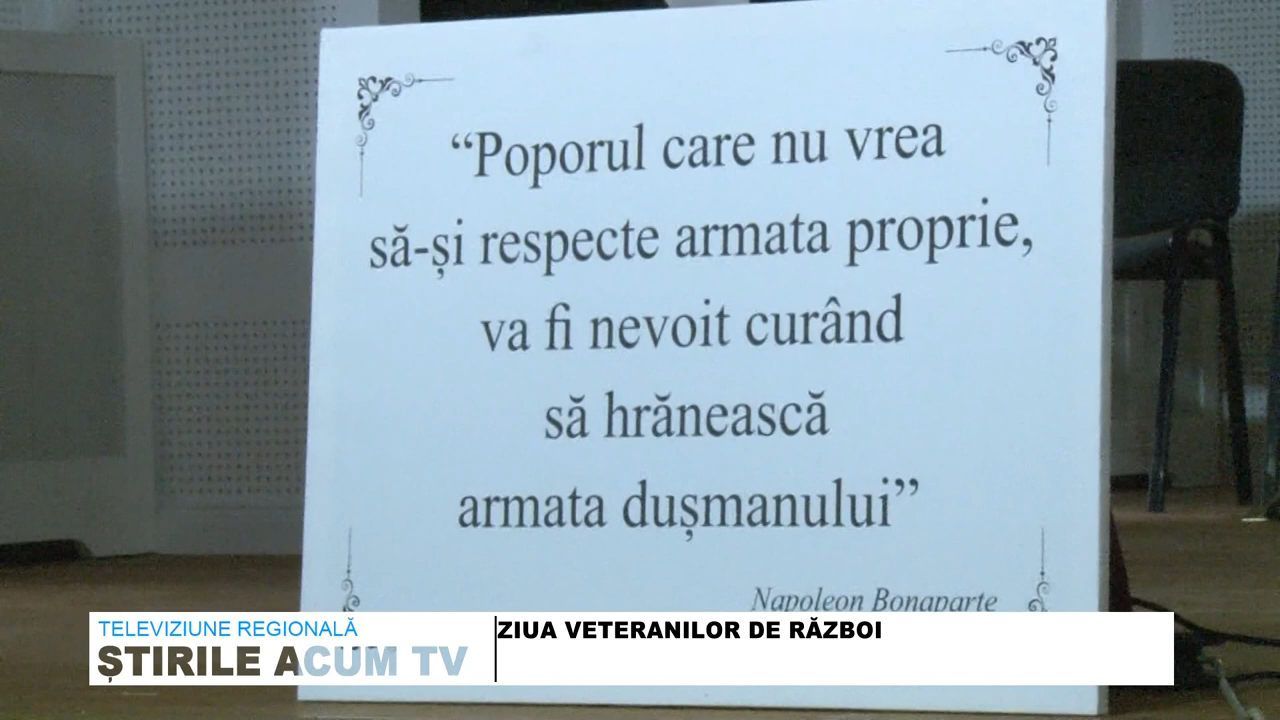 “Poporul care nu vrea
să-și respecte armata proprie,
va fi nevoit curând
să hrănească
armata dușmanului”
Napoleon Bonaparte
TELEVIZIUNE REGIONALĂ
ȘTIRILE ACUM TV
ZIUA VETERANILOR DE RĂZBOI